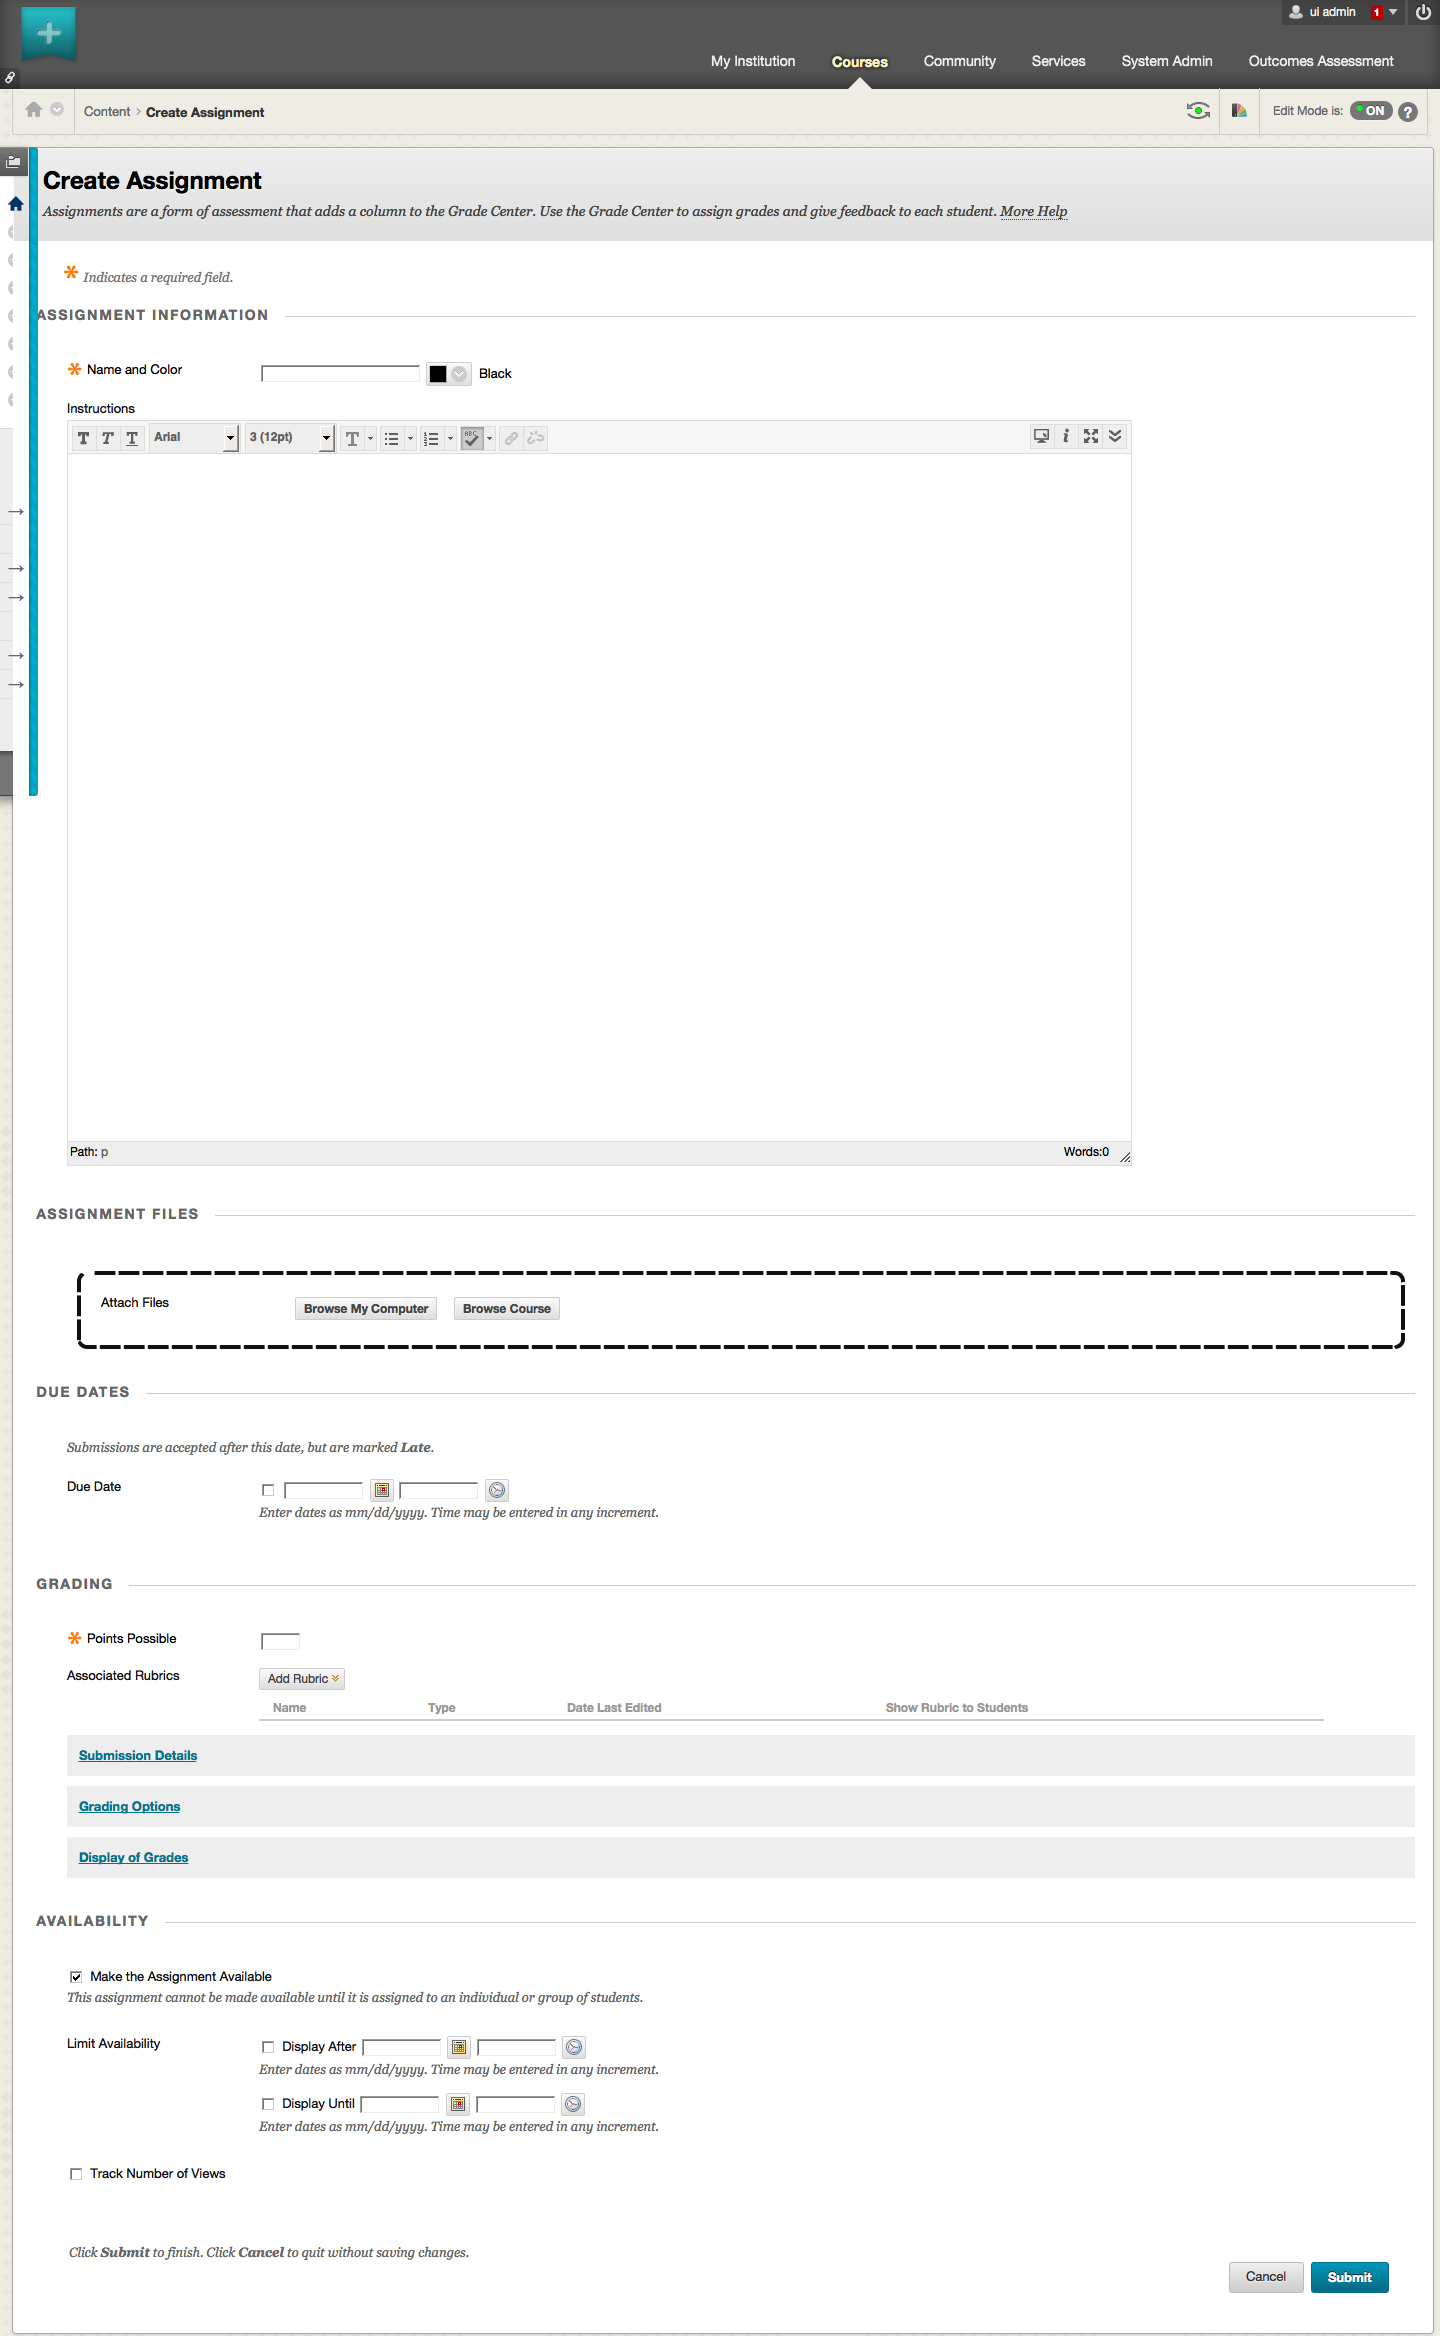 ui admin 1
My Institution Courses Community Services System Admin Outcomes Assessment
Content > Create Assignment Edit Mode is: ON ?
Create Assignment
Assignments are a form of assessment that adds a column to the Grade Center. Use the Grade Center to assign grades and give feedback to each student. More Help
Indicates a required field.
ASSIGNMENT INFORMATION
Name and Color Black
Instructions
T T T Arial 3 (12pt) T ABC i
Path: p Words:0
ASSIGNMENT FILES
Attach Files Browse My Computer Browse Course
DUE DATES
Submissions are accepted after this date, but are marked Late.
Due Date
Enter dates as mm/dd/yyyy. Time may be entered in any increment.
GRADING
Points Possible
Associated Rubrics Add Rubric
Name Type Date Last Edited Show Rubric to Students
Submission Details
Grading Options
Display of Grades
AVAILABILITY
Make the Assignment Available
This assignment cannot be made available until it is assigned to an individual or group of students.
Limit Availability Display After
Enter dates as mm/dd/yyyy. Time may be entered in any increment.
Display Until
Enter dates as mm/dd/yyyy. Time may be entered in any increment.
Track Number of Views
Click Submit to finish. Click Cancel to quit without saving changes.
Cancel Submit